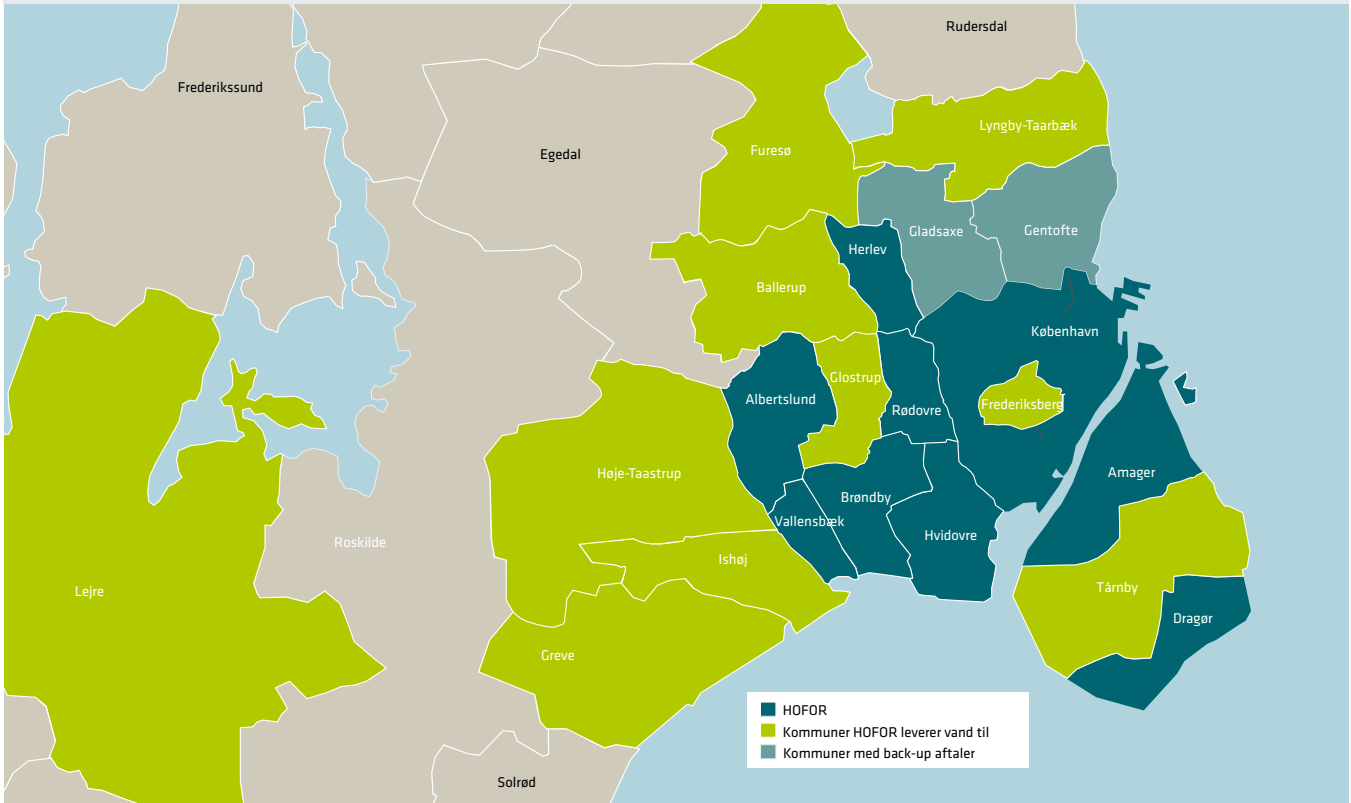 Rudersdal
Frederikssund
Lyngby-Taarbæk
Egedal
Furesø
Gladsaxe
Gentofte
Herlev
Ballerup
København
Glostrup
Albertslund
Frederiksberg
Rødovre
Høje-Taastrup
Amager
Brøndby
Vallensbæk
Hvidovre
Roskilde
Ishøj
Lejre
Tårnby
Dragør
Greve
HOFOR
Kommuner HOFOR leverer vand til
Kommuner med back-up aftaler
Solrød